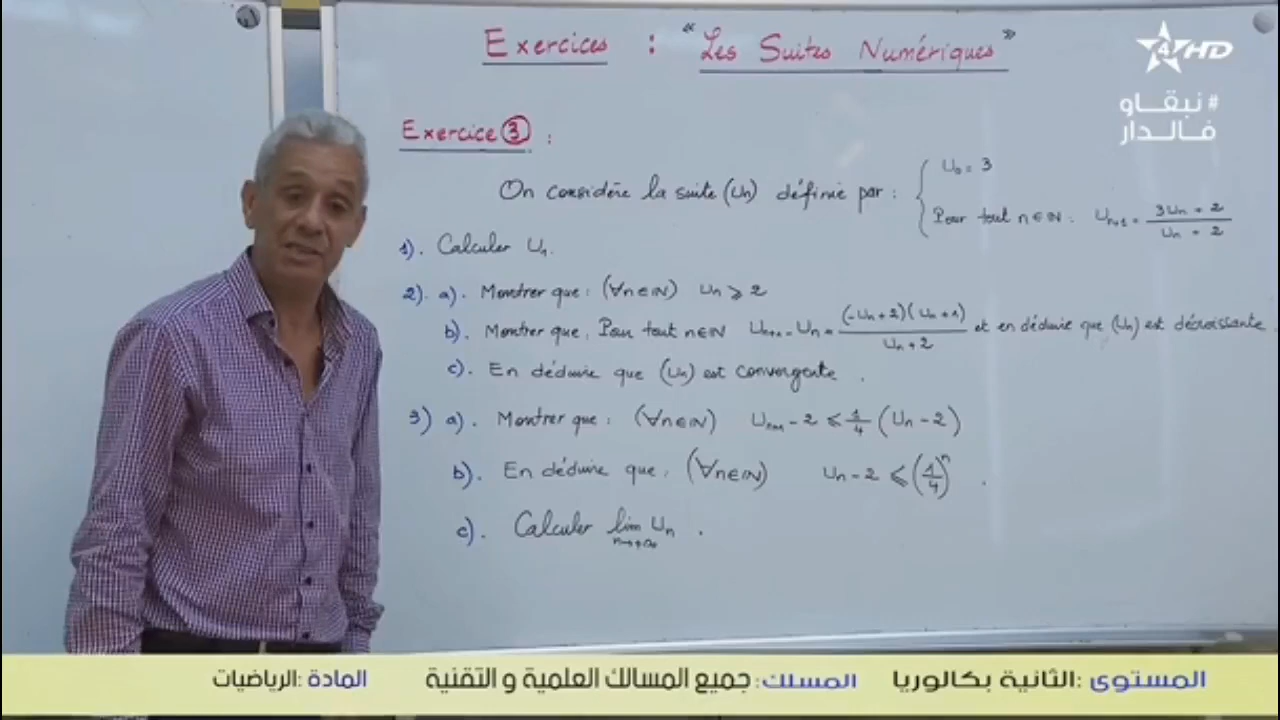 Exercices : "Les Suites Numériques"
4 HD
#نبقاو
فالدار
Exercice ③ :
On considère la suite (Un) définie par : { U₀ = 3
Pour tout n∈ℕ : Uₙ₊₁ = (3Un + 2)/(Un + 2)
1). Calculer U₁.
2). a). Montrer que : (∀n∈ℕ) Un ≥ 2
b). Montrer que, Pour tout n∈ℕ Uₙ₊₁ - Un = (-Un+2)(Un+1)/(Un+2) et en déduire que (Un) est décroissante
c). En déduire que (Un) est convergente .
3) a). Montrer que : (∀n∈ℕ) Uₙ₊₁ - 2 ≤ 1/4 (Un - 2)
b). En déduire que, (∀n∈ℕ) Un - 2 ≤ (1/4)ⁿ .
c). Calculer lim Un .
n→+∞
المستوى :الثانية بكالوريا المسلك: جميع المسالك العلمية و التقنية المادة :الرياضيات